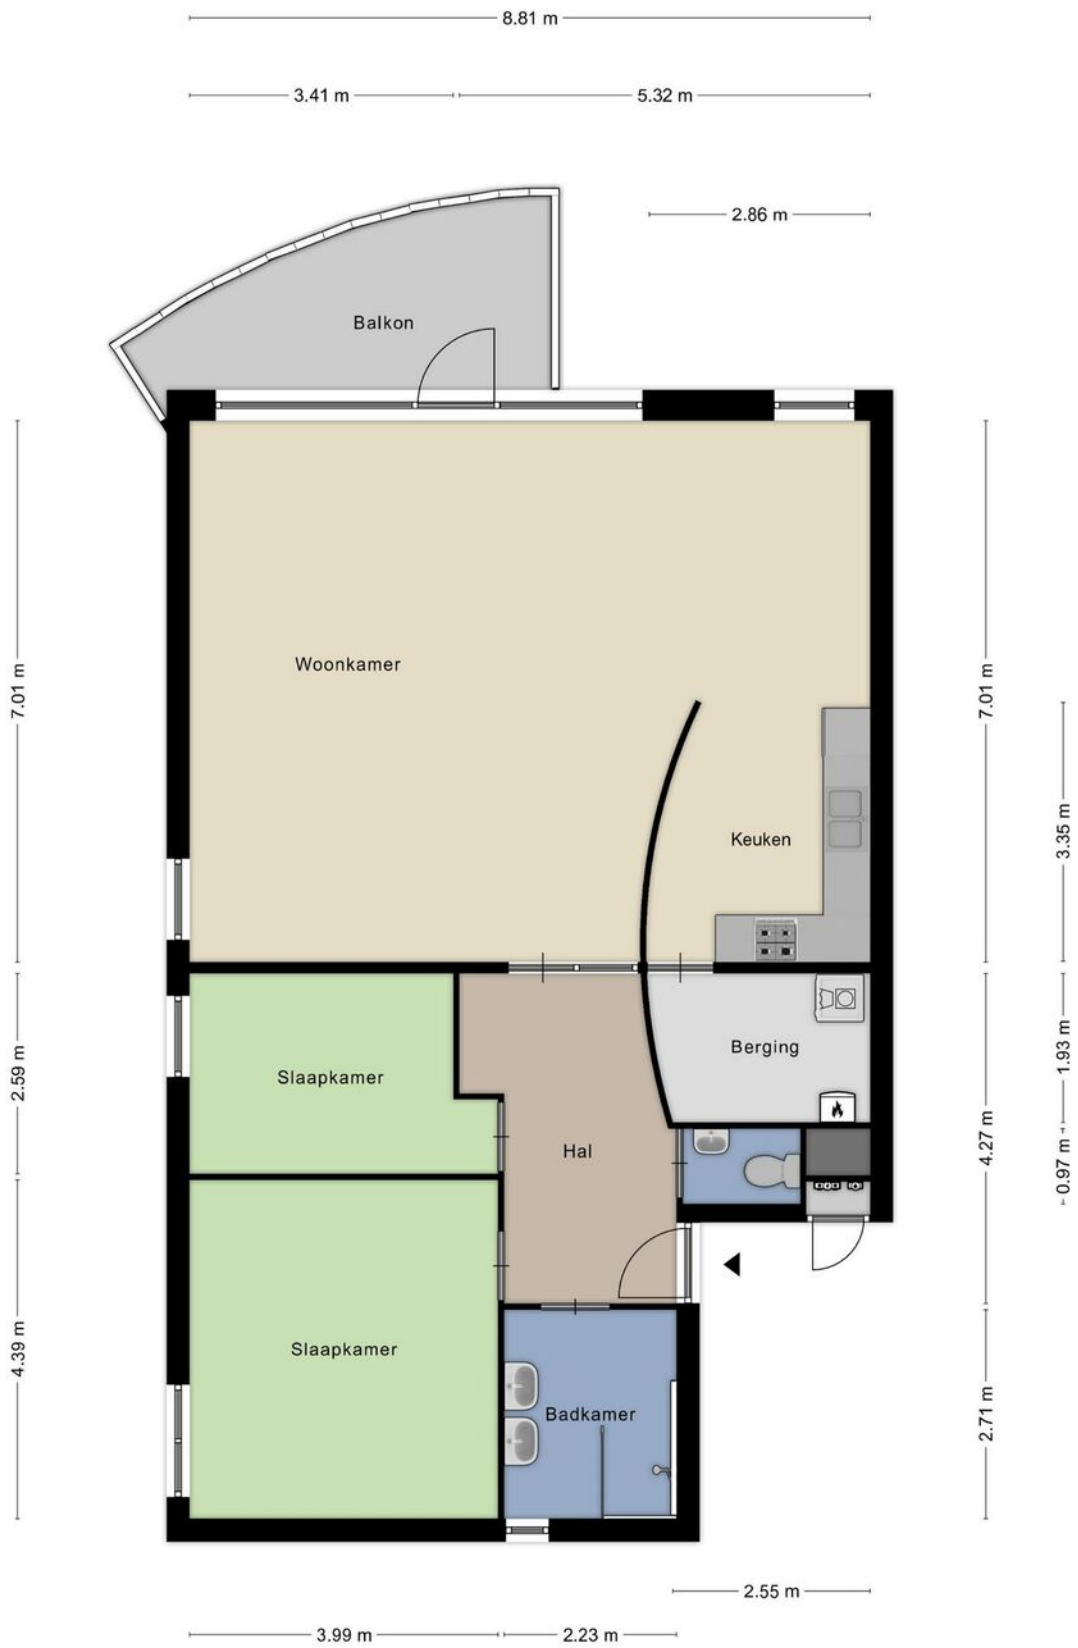 8.81 m
3.41 m
5.32 m
2.86 m
Balkon
Woonkamer
7.01 m
7.01 m
3.35 m
Keuken
Berging
1.93 m
2.59 m
Slaapkamer
Hal
4.27 m
0.97 m
Slaapkamer
4.39 m
Badkamer
2.71 m
2.55 m
3.99 m
2.23 m